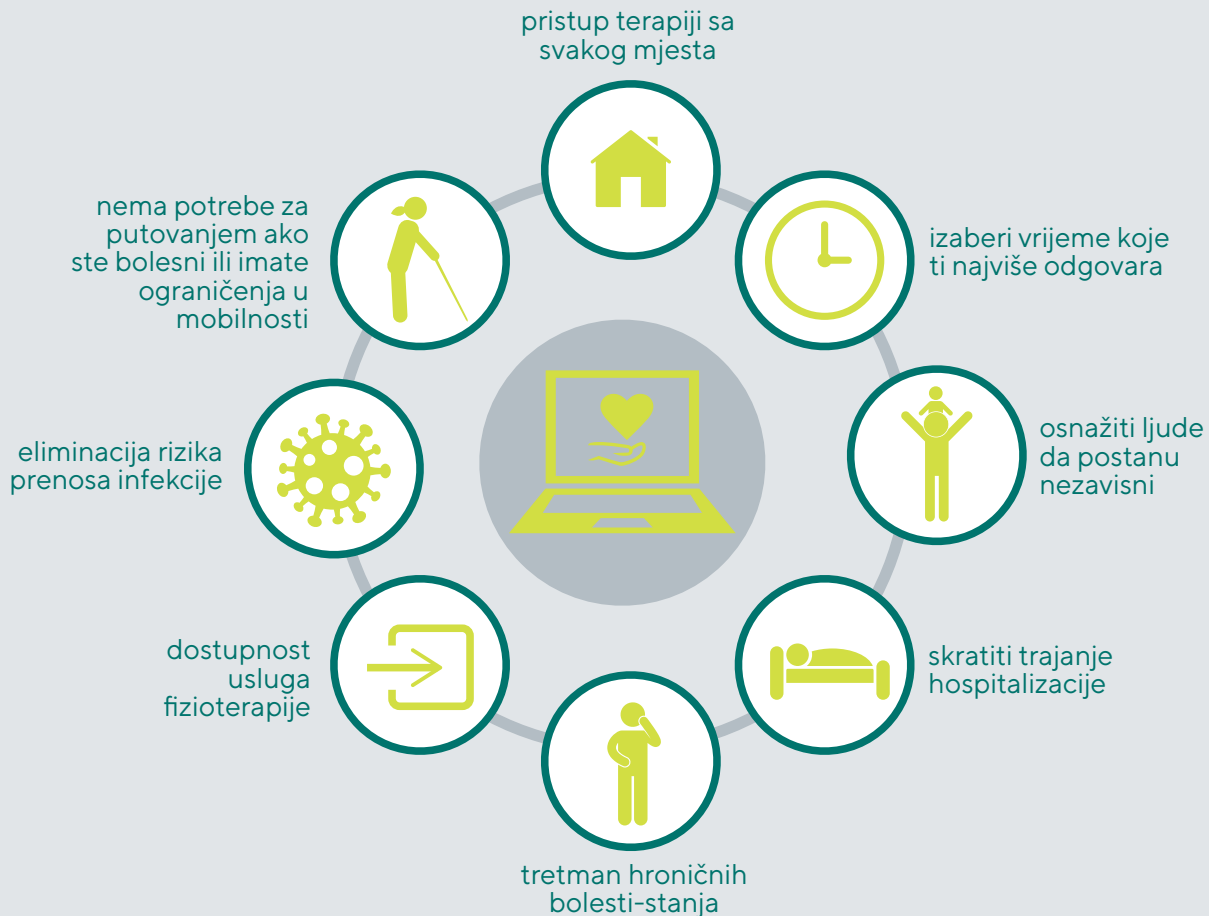 pristup terapiji sa
svakog mjesta
izaberi vrijeme koje
ti najviše odgovara
osnažiti ljude
da postanu
nezavisni
skratiti trajanje
hospitalizacije
tretman hroničnih
bolesti-stanja
dostupnost
usluga
fizioterapije
eliminacija rizika
prenosa infekcije
nema potrebe za
putovanjem ako
ste bolesni ili imate
ograničenja u
mobilnosti